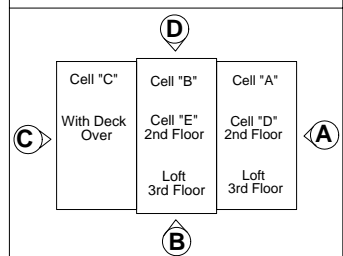 D
Cell "C"
With Deck
Over
Cell "B"
Cell "E"
2nd Floor
Loft
3rd Floor
Cell "A"
Cell "D"
2nd Floor
Loft
3rd Floor
C
A
B